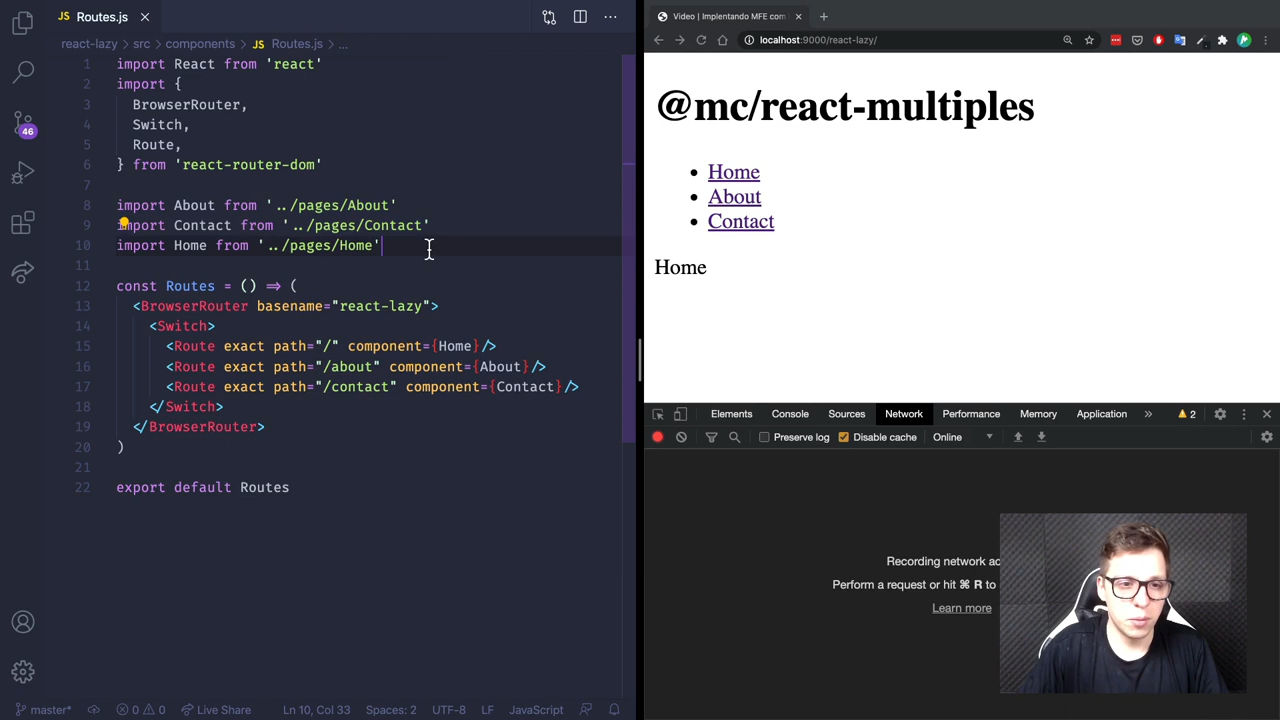 JS Routes.js
react-lazy > src > components > JS Routes.js > ...
1 import React from 'react'
2 import {
3 BrowserRouter,
4 Switch,
5 Route,
6 } from 'react-router-dom'
7
8 import About from '../pages/About'
9 import Contact from '../pages/Contact'
10 import Home from '../pages/Home'
11
12 const Routes = () => (
13 <BrowserRouter basename="react-lazy">
14 <Switch>
15 <Route exact path="/" component={Home}/>
16 <Route exact path="/about" component={About}/>
17 <Route exact path="/contact" component={Contact}/>
18 </Switch>
19 </BrowserRouter>
20 )
21
22 export default Routes
46
master*
0 0
Live Share
Ln 10, Col 33
Spaces: 2
UTF-8
LF
JavaScript
Video | Implentando MFE com
localhost:9000/react-lazy/
@mc/react-multiples
• Home
• About
• Contact
Home
Elements Console Sources Network Performance Memory Application » 2
Preserve log Disable cache Online
Recording network ac
Perform a request or hit ⌘ R to
Learn more